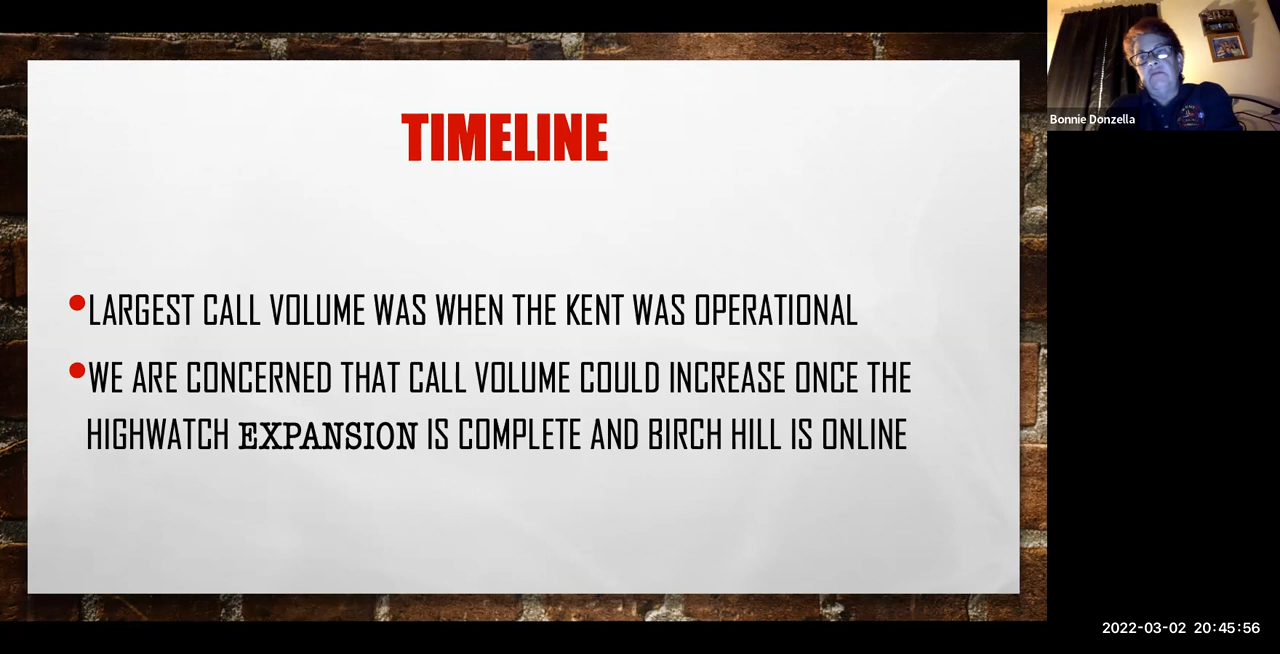 TIMELINE
•LARGEST CALL VOLUME WAS WHEN THE KENT WAS OPERATIONAL
•WE ARE CONCERNED THAT CALL VOLUME COULD INCREASE ONCE THE
HIGHWATCH EXPANSION IS COMPLETE AND BIRCH HILL IS ONLINE
Bonnie Donzella
2022-03-02 20:45:56